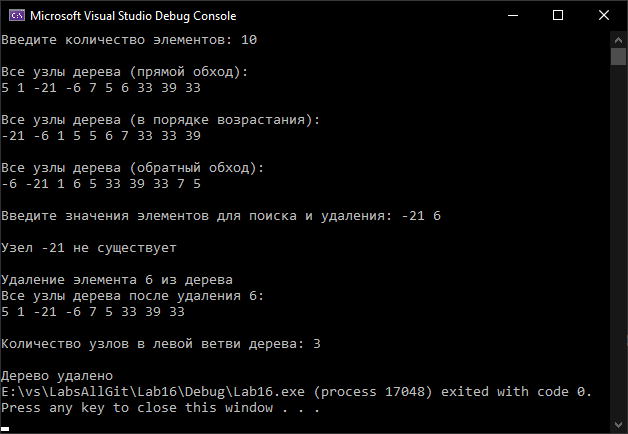 Microsoft Visual Studio Debug Console
Введите количество элементов: 10
Все узлы дерева (прямой обход):
5 1 -21 -6 7 5 6 33 39 33
Все узлы дерева (в порядке возрастания):
-21 -6 1 5 5 6 7 33 33 39
Все узлы дерева (обратный обход):
-6 -21 1 6 5 33 39 33 7 5
Введите значения элементов для поиска и удаления: -21 6
Узел -21 не существует
Удаление элемента 6 из дерева
Все узлы дерева после удаления 6:
5 1 -21 -6 7 5 33 39 33
Количество узлов в левой ветви дерева: 3
Дерево удалено
E:\vs\LabsAllGit\Lab16\Debug\Lab16.exe (process 17048) exited with code 0.
Press any key to close this window . . .